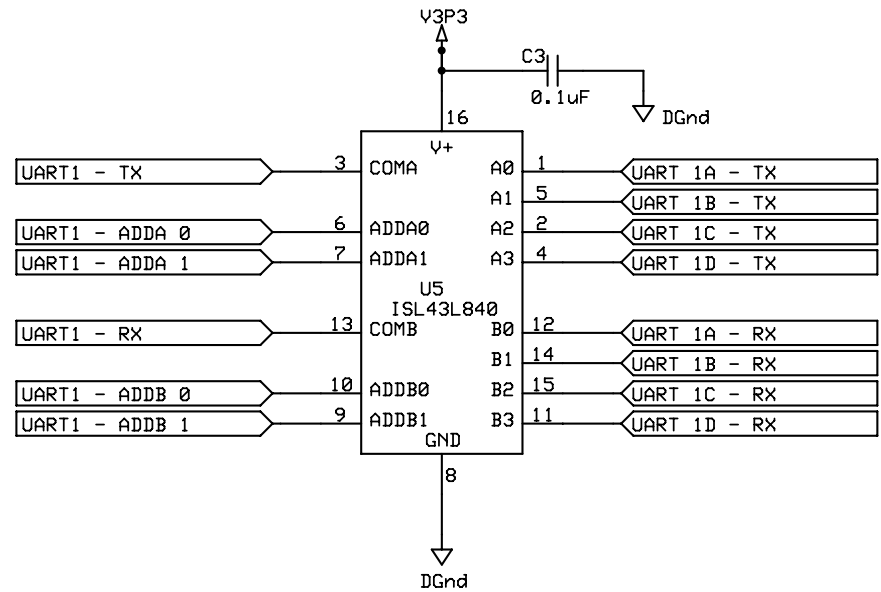 V3P3
C3
0.1uF
DGnd
16
V+
UART1 - TX 3 COMA A0 1 UART 1A - TX
A1 5 UART 1B - TX
UART1 - ADDA 0 6 ADDA0 A2 2 UART 1C - TX
UART1 - ADDA 1 7 ADDA1 A3 4 UART 1D - TX
U5
ISL43L840
UART1 - RX 13 COMB B0 12 UART 1A - RX
B1 14 UART 1B - RX
UART1 - ADDB 0 10 ADDB0 B2 15 UART 1C - RX
UART1 - ADDB 1 9 ADDB1 B3 11 UART 1D - RX
GND
8
DGnd